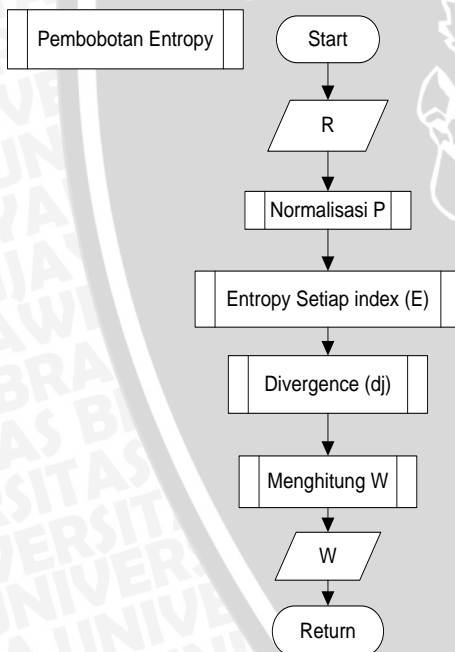 Pembobotan Entropy
Start
R
Normalisasi P
Entropy Setiap index (E)
Divergence (dj)
Menghitung W
W
Return